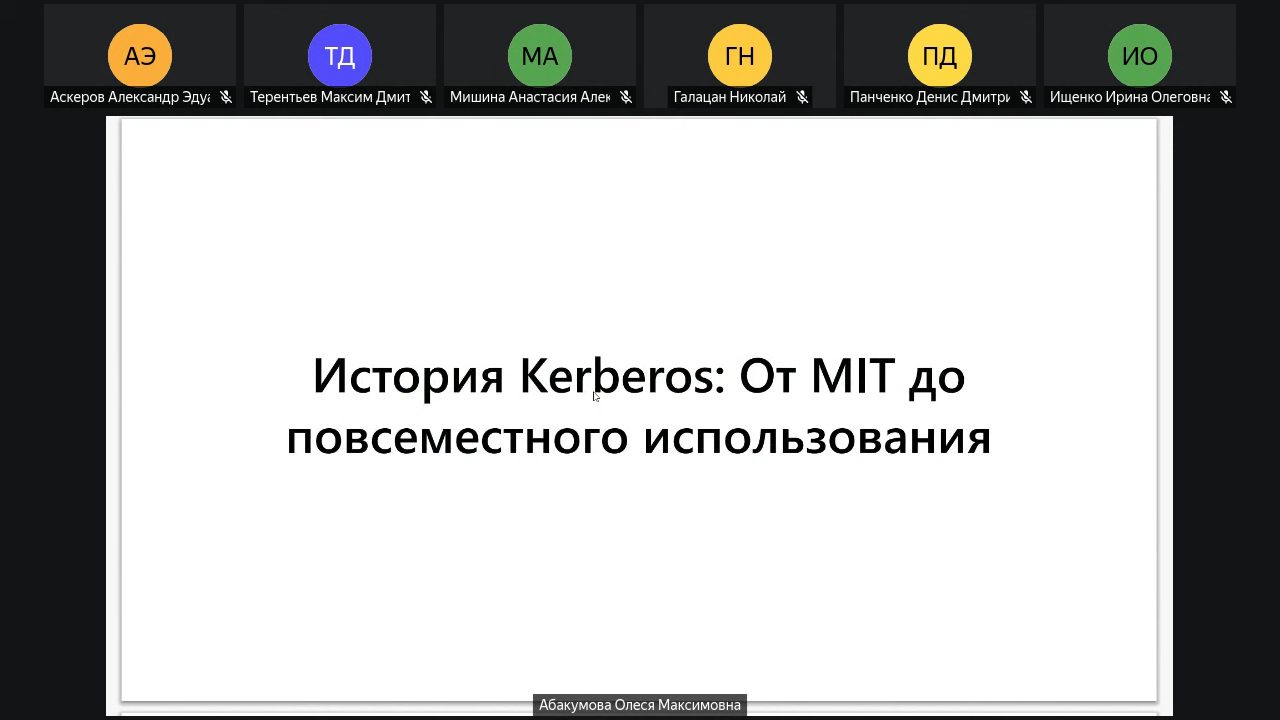 АЭ
ТД
МА
ГН
ПД
ИО
Аскеров Александр Эдуа
Терентьев Максим Дмит
Мишина Анастасия Алек
Галацан Николай
Панченко Денис Дмитри
Ищенко Ирина Олеговна
История Kerberos: От MIT до
повсеместного использования
Абакумова Олеся Максимовна